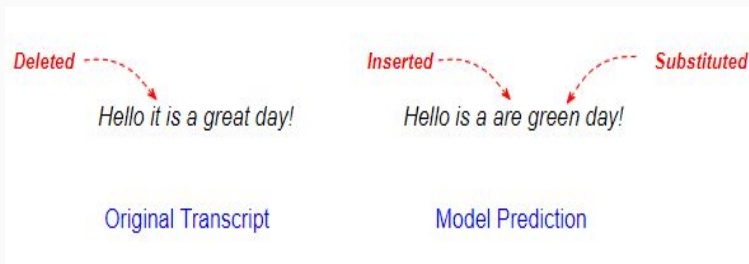 Deleted Inserted Substituted
Hello it is a great day! Hello is a are green day!
Original Transcript Model Prediction